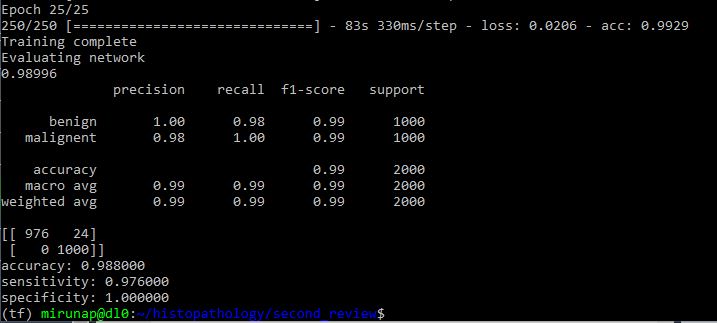 Epoch 25/25
250/250 [==============================] - 83s 330ms/step - loss: 0.0206 - acc: 0.9929
Training complete
Evaluating network
0.98996
              precision    recall  f1-score   support

      benign       1.00      0.98      0.99      1000
   malignent       0.98      1.00      0.99      1000

    accuracy                           0.99      2000
   macro avg       0.99      0.99      0.99      2000
weighted avg       0.99      0.99      0.99      2000

[[ 976   24]
 [   0 1000]]
accuracy: 0.988000
sensitivity: 0.976000
specificity: 1.000000
(tf) mirunap@dl0:~/histopathology/second_review$